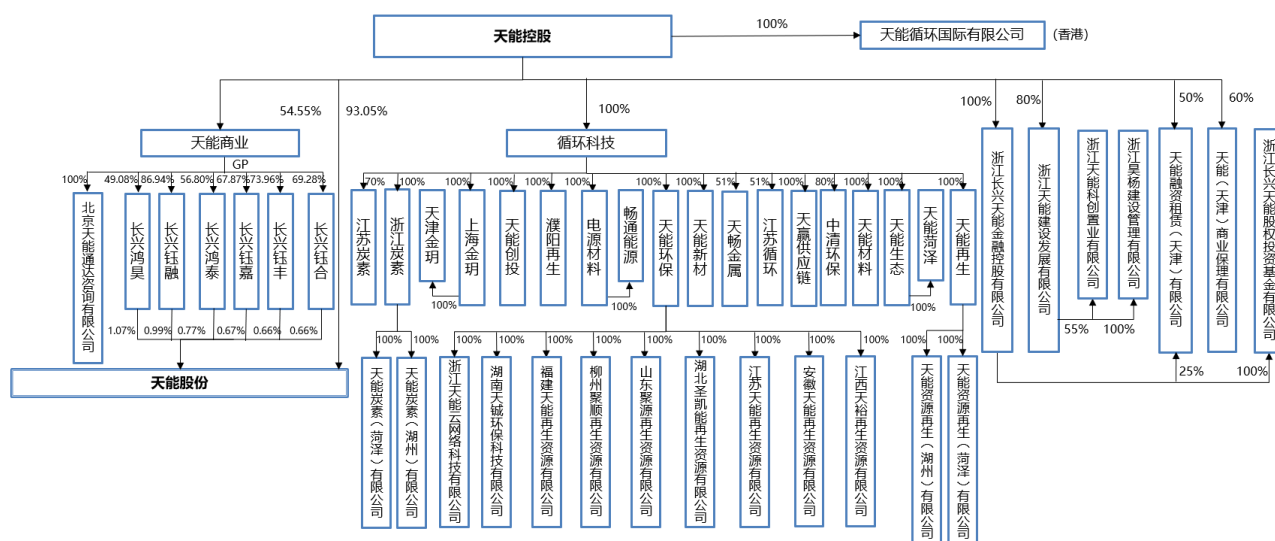 天能控股
100%
天能循环国际有限公司
(香港)
54.55%
93.05%
100%
100%
80%
50%
60%
天能商业
循环科技
GP
100%
49.08%
86.94%
56.80%
67.87%
73.96%
69.28%
70%
100%
100%
100%
100%
100%
100%
100%
51%
51%
100%
80%
100%
100%
100%
北京天能通达咨询有限公司
长兴鸿昊
长兴钰融
长兴鸿泰
长兴钰嘉
长兴钰丰
长兴钰合
江苏炭素
浙江炭素
天津金玥
上海金玥
天能创投
濮阳再生
电源材料
畅通能源
天能环保
天能新材
天畅金属
江苏循环
天赢供应链
中清环保
天能材料
天能生态
天能菏泽
天能再生
浙江长兴天能金融控股有限公司
浙江天能建设发展有限公司
浙江天能科创置业有限公司
浙江昊杨建设管理有限公司
天能融资租赁（天津）有限公司
天能（天津）商业保理有限公司
浙江长兴天能股权投资基金有限公司
100%
100%
100%
1.07%
0.99%
0.77%
0.67%
0.66%
0.66%
55%
100%
天能股份
100%
100%
100%
100%
100%
100%
100%
100%
100%
100%
100%
100%
100%
25%
100%
天能炭素（菏泽）有限公司
天能炭素（湖州）有限公司
浙江天能云网络科技有限公司
湖南天铖环保科技有限公司
福建天能再生资源有限公司
柳州聚顺再生资源有限公司
山东聚源再生资源有限公司
湖北圣凯能再生资源有限公司
江苏天能再生资源有限公司
安徽天能再生资源有限公司
江西天裕再生资源有限公司
天能资源再生（湖州）有限公司
天能资源再生（菏泽）有限公司